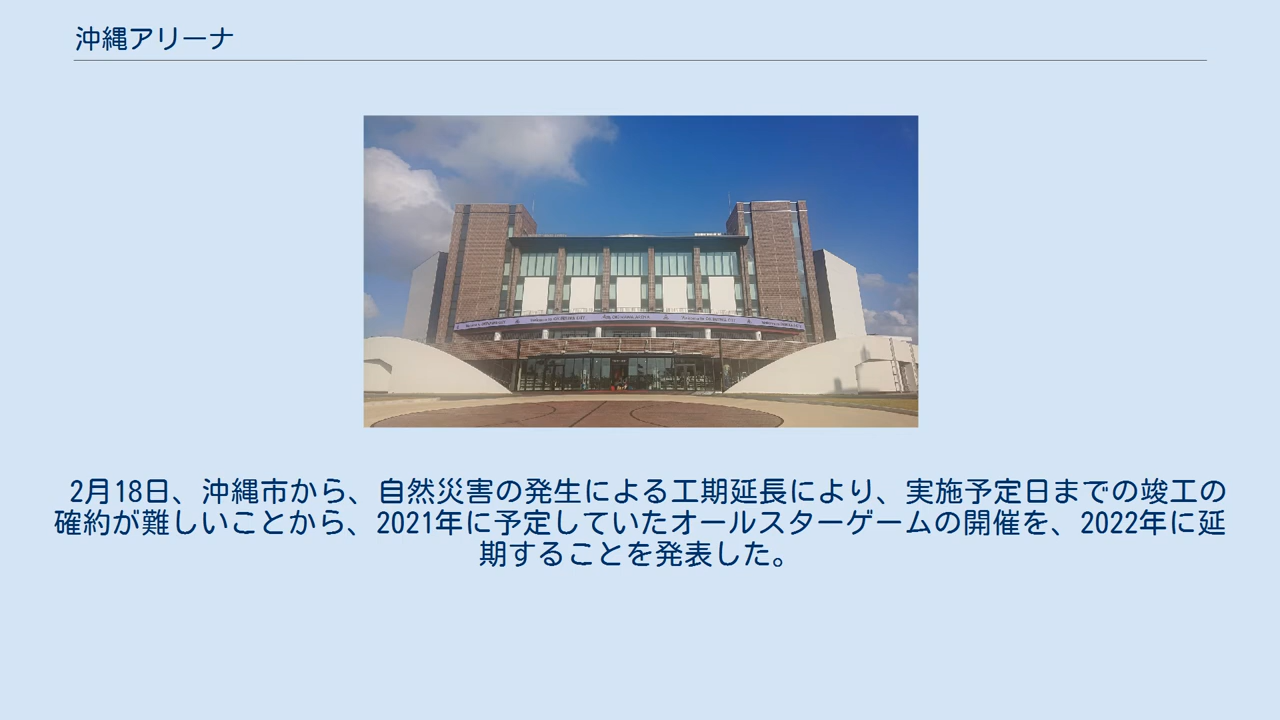 沖縄アリーナ
2月18日、沖縄市から、自然災害の発生による工期延長により、実施予定日までの竣工の
確約が難しいことから、2021年に予定していたオールスターゲームの開催を、2022年に延
期することを発表した。